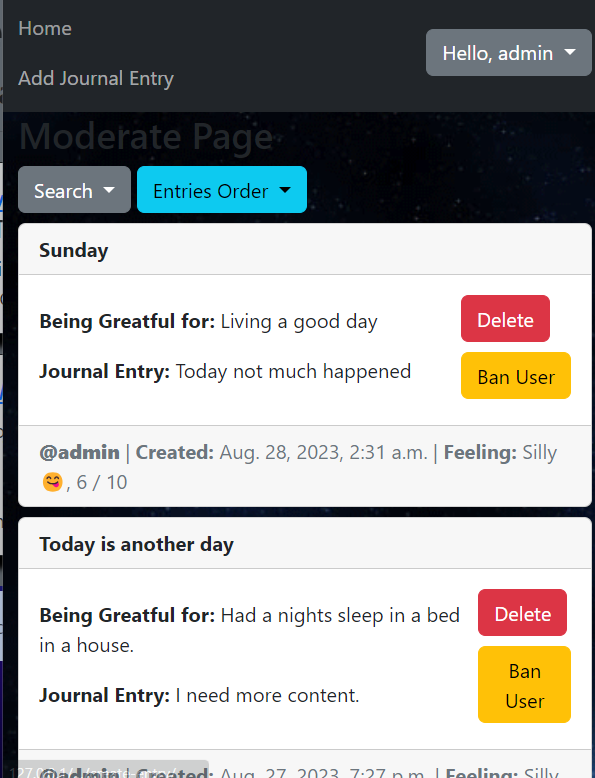 Home
Hello, admin
Add Journal Entry
Moderate Page
Search
Entries Order
Sunday
Being Greatful for: Living a good day
Delete
Journal Entry: Today not much happened
Ban User
@admin | Created: Aug. 28, 2023, 2:31 a.m. | Feeling: Silly
😋, 6 / 10
Today is another day
Being Greatful for: Had a nights sleep in a bed
in a house.
Delete
Journal Entry: I need more content.
Ban
User
@admin | Created: Aug. 27, 2023, 7:27 p.m. | Feeling: Silly